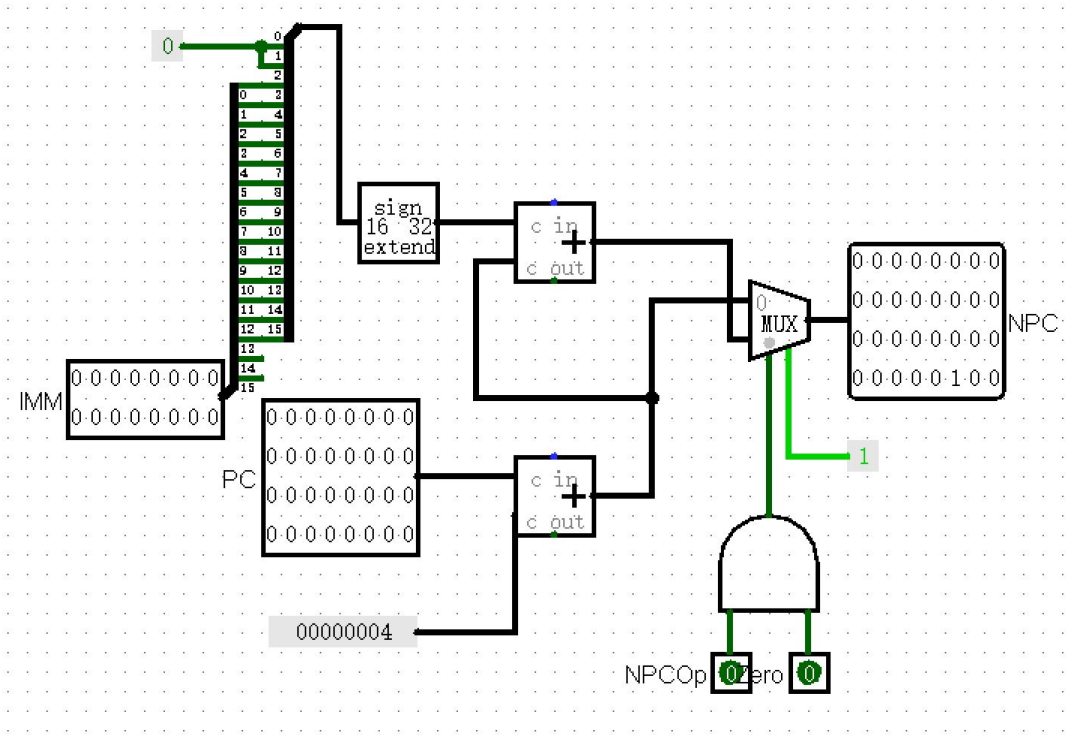 0
0
1
2
0 3
1 4
2 5
3 6
4 7
5 8
6 9
7 10
8 11
9 12
10 13
11 14
12 15
13
14
15
sign
16 32
extend
c in
+
c out
0
MUX
0 0 0 0 0 0 0 0
0 0 0 0 0 0 0 0
0 0 0 0 0 0 0 0
0 0 0 0 0 1 0 0
NPC
IMM
0 0 0 0 0 0 0 0
0 0 0 0 0 0 0 0
PC
0 0 0 0 0 0 0 0
0 0 0 0 0 0 0 0
0 0 0 0 0 0 0 0
0 0 0 0 0 0 0 0
c in
+
c out
1
00000004
NPCOp 0
Zero 0